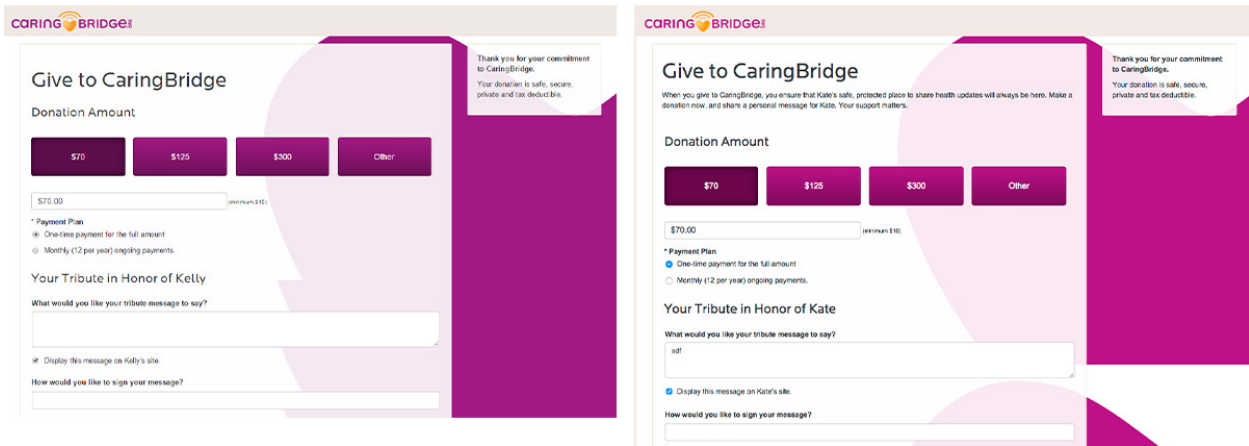 CARINGBRIDGE
Give to CaringBridge
Donation Amount
$70
$125
$300
Other
$70.00
(minimum $10)
* Payment Plan
One-time payment for the full amount
Monthly (12 per year) ongoing payments.
Your Tribute in Honor of Kelly
What would you like your tribute message to say?
Display this message on Kelly's site.
How would you like to sign your message?
Thank you for your commitment
to CaringBridge.
Your donation is safe, secure,
private and tax deductible.
CARINGBRIDGE
Give to CaringBridge
When you give to CaringBridge, you ensure that Kate's safe, protected place to share health updates will always be here. Make a
donation now, and share a personal message for Kate. Your support matters.
Donation Amount
$70
$125
$300
Other
$70.00
(minimum $10)
* Payment Plan
One-time payment for the full amount
Monthly (12 per year) ongoing payments.
Your Tribute in Honor of Kate
What would you like your tribute message to say?
sdf
Display this message on Kate's site.
How would you like to sign your message?
Thank you for your commitment
to CaringBridge.
Your donation is safe, secure,
private and tax deductible.